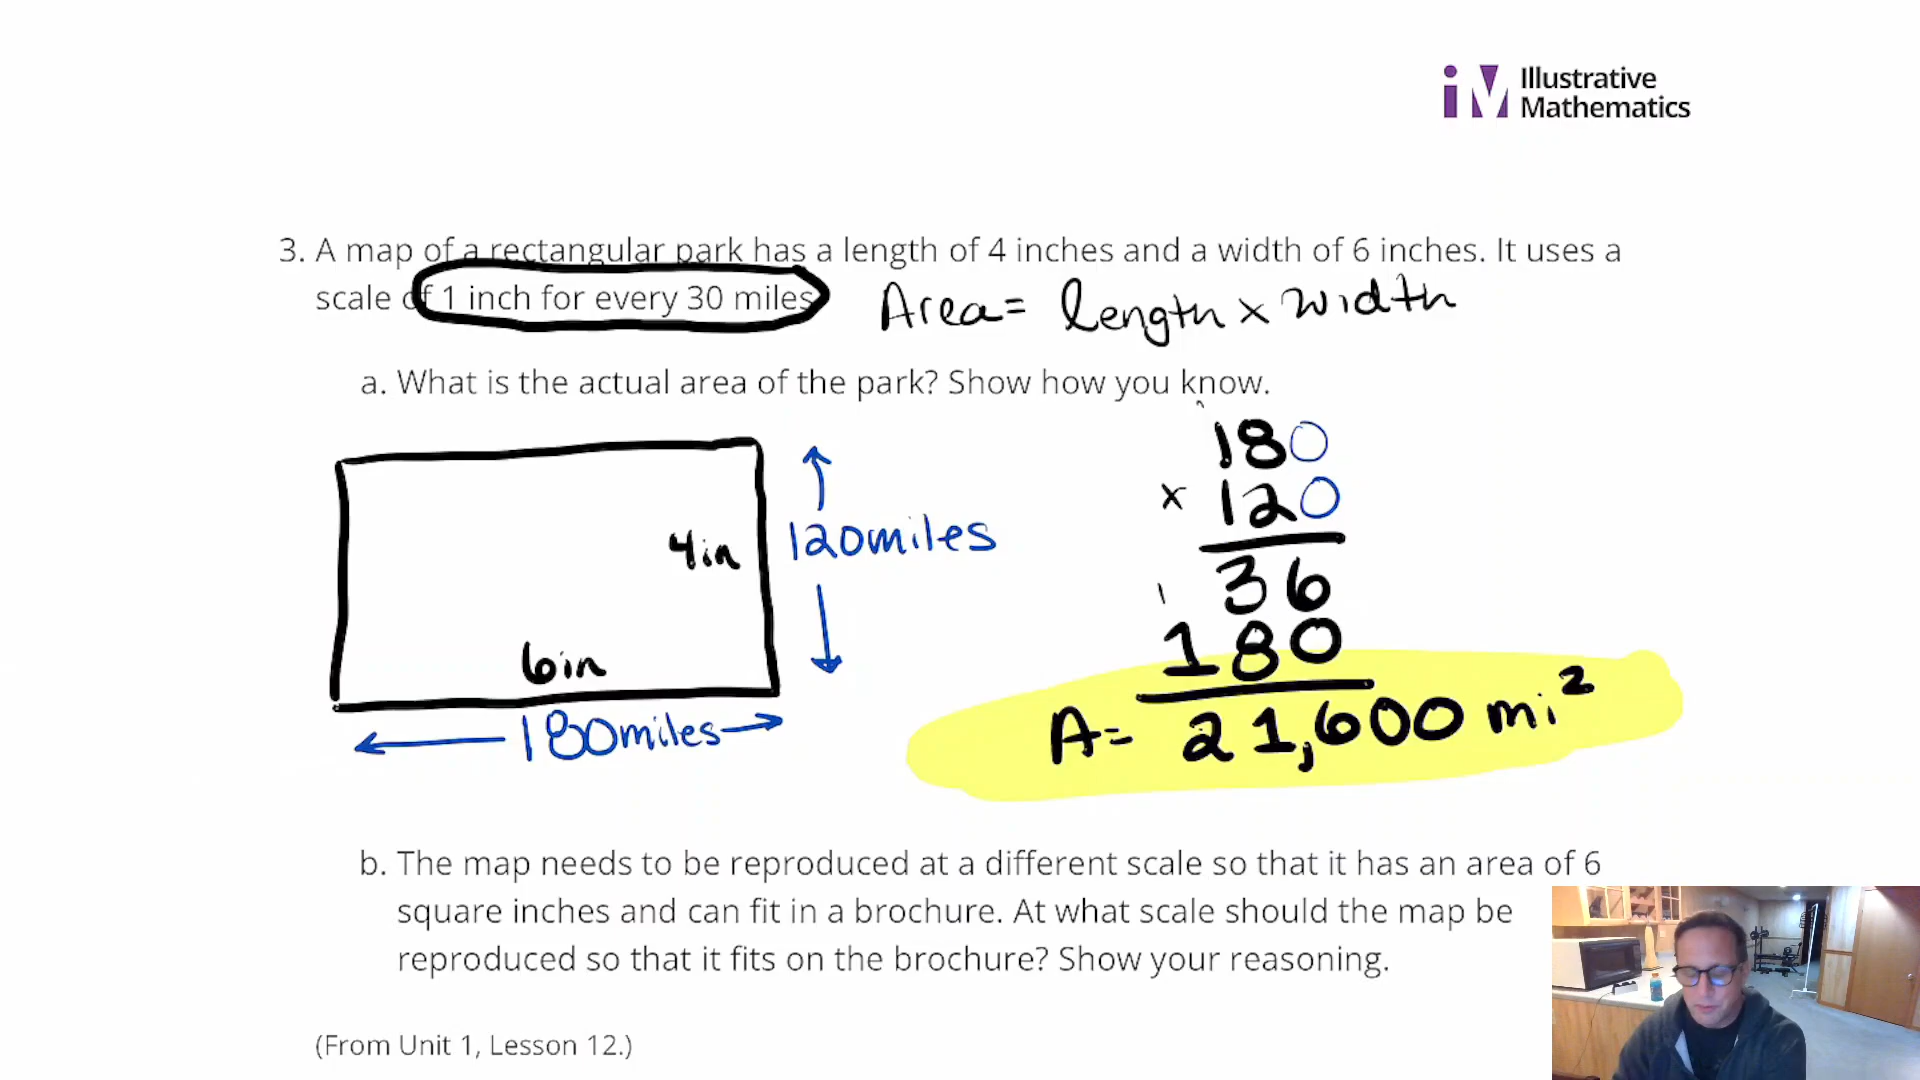 Illustrative
Mathematics
3. A map of a rectangular park has a length of 4 inches and a width of 6 inches. It uses a
scale of 1 inch for every 30 miles
Area = length x width
a. What is the actual area of the park? Show how you know.
180
x 120
4in
120miles
36
1
180
6in
180miles
A= 21,600 mi²
b. The map needs to be reproduced at a different scale so that it has an area of 6
square inches and can fit in a brochure. At what scale should the map be
reproduced so that it fits on the brochure? Show your reasoning.
(From Unit 1, Lesson 12.)